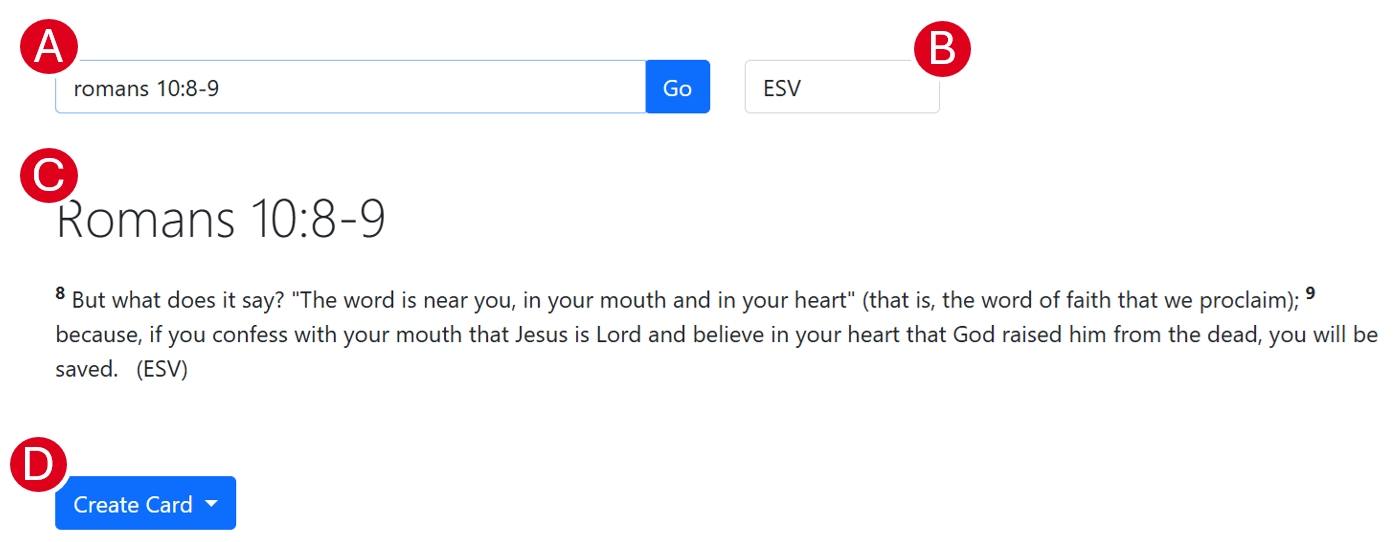 A
B
romans 10:8-9
Go
ESV
C
Romans 10:8-9
8 But what does it say? "The word is near you, in your mouth and in your heart" (that is, the word of faith that we proclaim); 9
because, if you confess with your mouth that Jesus is Lord and believe in your heart that God raised him from the dead, you will be
saved. (ESV)
D
Create Card